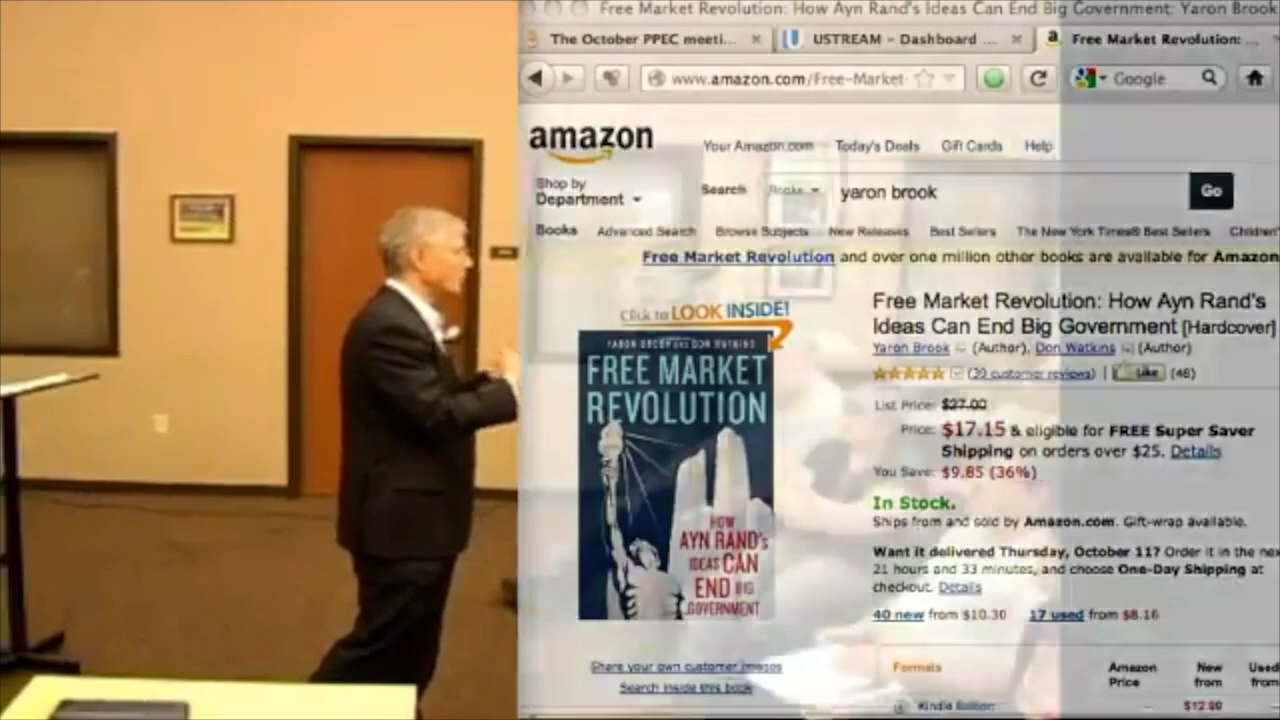 Free Market Revolution: How Ayn Rand's Ideas Can End Big Government: Yaron Brook
The October PPEC meeti...
USTREAM - Dashboard ...
a
Free Market Revolution: ...
www.amazon.com/Free-Market
Google
amazon
Your Amazon.com
Today's Deals
Gift Cards
Help
Shop by
Department
Search
Books
yaron brook
Go
Books
Advanced Search
Browse Subjects
New Releases
Best Sellers
The New York Times® Best Sellers
Children'
Free Market Revolution and over one million other books are available for Amazon
Click to LOOK INSIDE!
YARON BROOK AND DON WATKINS
FREE MARKET
REVOLUTION
HOW
AYN RAND'S
IDEAS CAN
END BIG
GOVERNMENT
Share your own customer images
Search inside this book
Free Market Revolution: How Ayn Rand's
Ideas Can End Big Government [Hardcover]
Yaron Brook (Author), Don Watkins (Author)
customer reviews) | Like (48)
List Price: $27.00
Price: $17.15 & eligible for FREE Super Saver
Shipping on orders over $25. Details
You Save: $9.85 (36%)
In Stock.
Ships from and sold by Amazon.com. Gift-wrap available.
Want it delivered Thursday, October 11? Order it in the nex
21 hours and 33 minutes, and choose One-Day Shipping at
checkout. Details
40 new from $10.30
17 used from $8.16
Formats
Amazon
Price
New
from
Used
from
Kindle Edition
--
$12.99